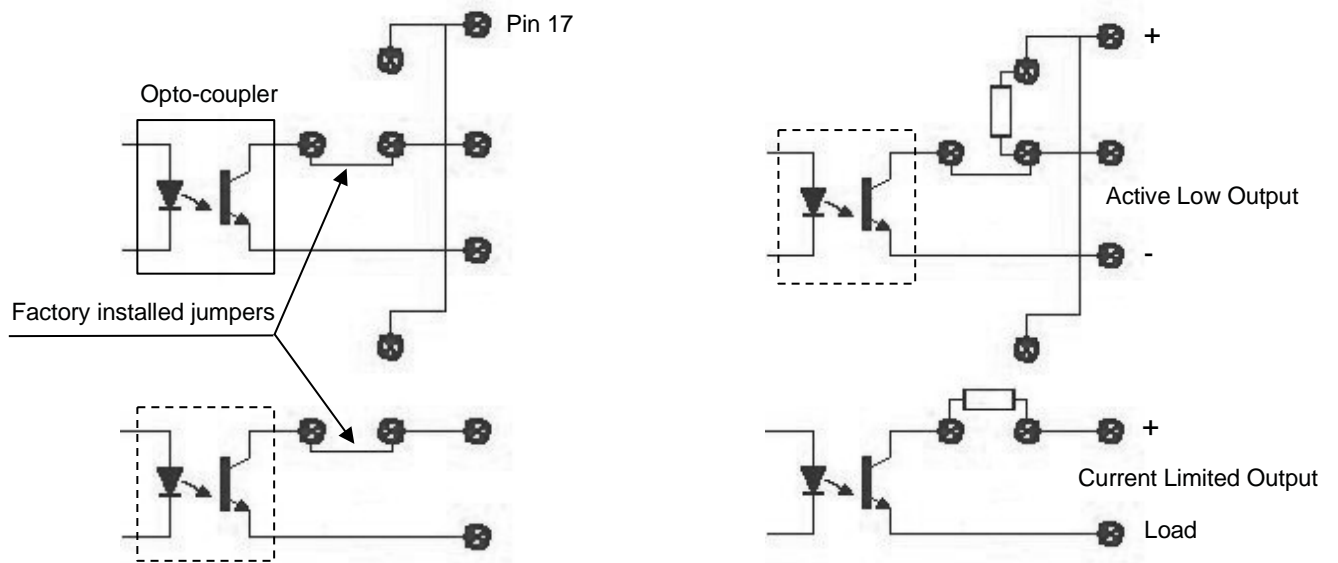 Pin 17
+
Opto-coupler
Active Low Output
-
Factory installed jumpers
+
Current Limited Output
Load